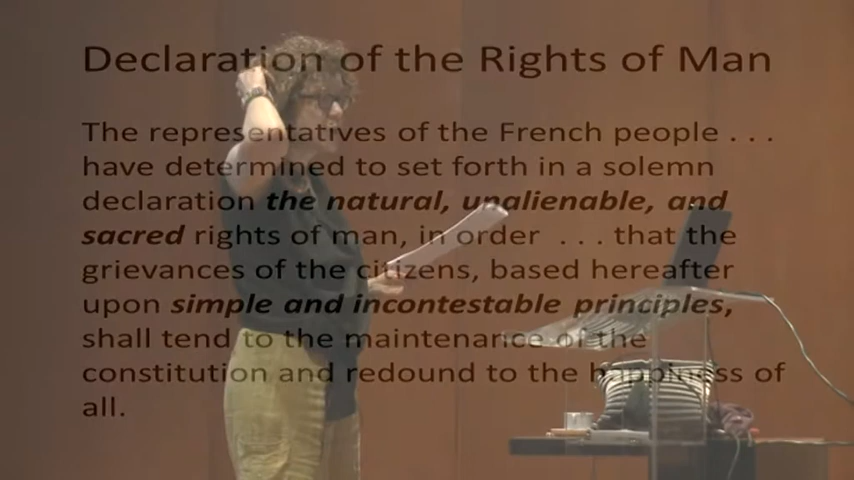 Declaration of the Rights of Man
The representatives of the French people . . .
have determined to set forth in a solemn
declaration the natural, unalienable, and
sacred rights of man, in order . . . that the
grievances of the citizens, based hereafter
upon simple and incontestable principles,
shall tend to the maintenance of the
constitution and redound to the happiness of
all.